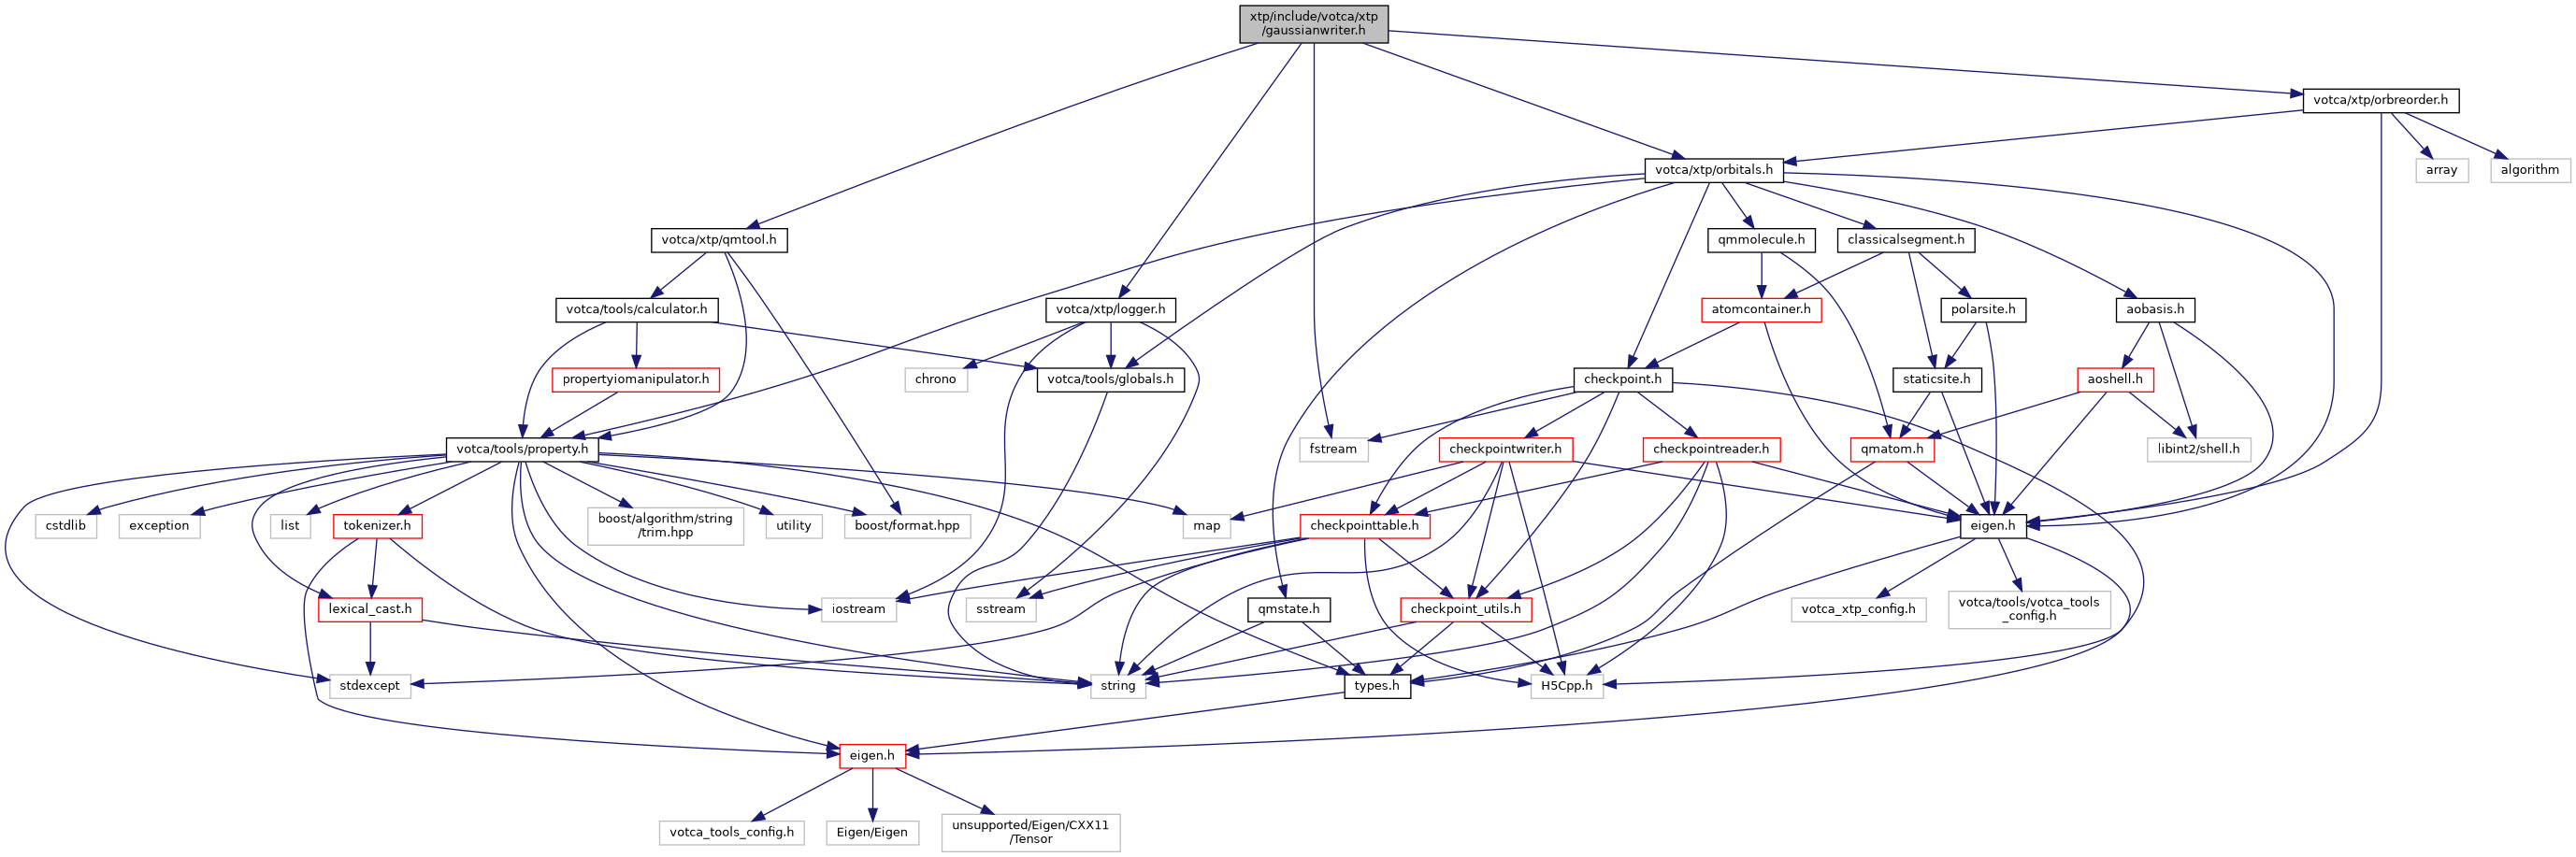 xtp/include/votca/xtp
/gaussianwriter.h
votca/xtp/orbreorder.h
votca/xtp/orbitals.h
array
algorithm
votca/xtp/qmtool.h
qmmolecule.h
classicalsegment.h
votca/tools/calculator.h
votca/xtp/logger.h
atomcontainer.h
polarsite.h
aobasis.h
propertyiomanipulator.h
chrono
votca/tools/globals.h
checkpoint.h
staticsite.h
aoshell.h
votca/tools/property.h
fstream
checkpointwriter.h
checkpointreader.h
qmatom.h
libint2/shell.h
cstdlib
exception
list
tokenizer.h
boost/algorithm/string
/trim.hpp
utility
boost/format.hpp
map
checkpointtable.h
eigen.h
lexical_cast.h
iostream
sstream
qmstate.h
checkpoint_utils.h
votca_xtp_config.h
votca/tools/votca_tools
_config.h
stdexcept
string
types.h
H5Cpp.h
eigen.h
votca_tools_config.h
Eigen/Eigen
unsupported/Eigen/CXX11
/Tensor